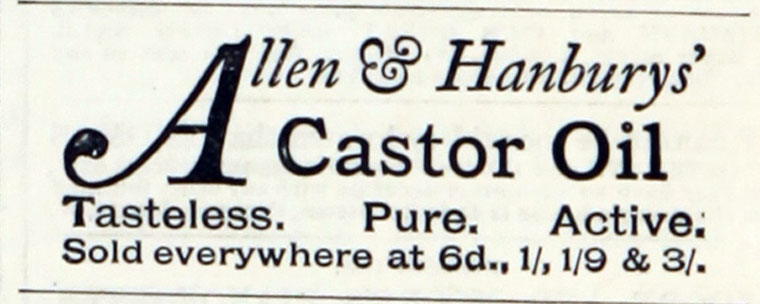 Allen & Hanburys'
Castor Oil
Tasteless. Pure. Active.
Sold everywhere at 6d., 1/, 1/9 & 3/.